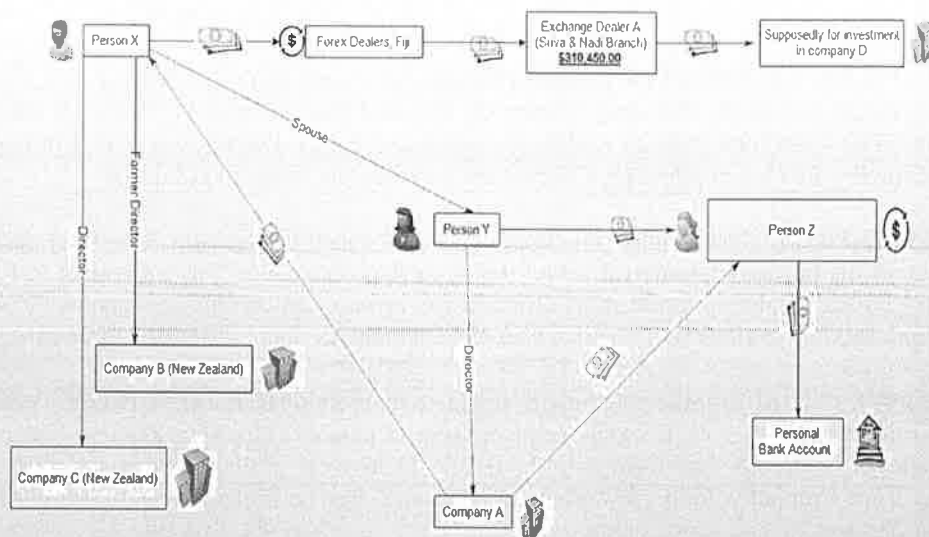 Person X
$
Forex Dealers, Fiji
Exchange Dealer A
(Suva & Nadi Branch)
$310,450.00
Supposedly for investment
in company D
Spouse
Former Director
Director
Person Y
Person Z
$
Company B (New Zealand)
Director
Personal
Bank Account
Company C (New Zealand)
Company A